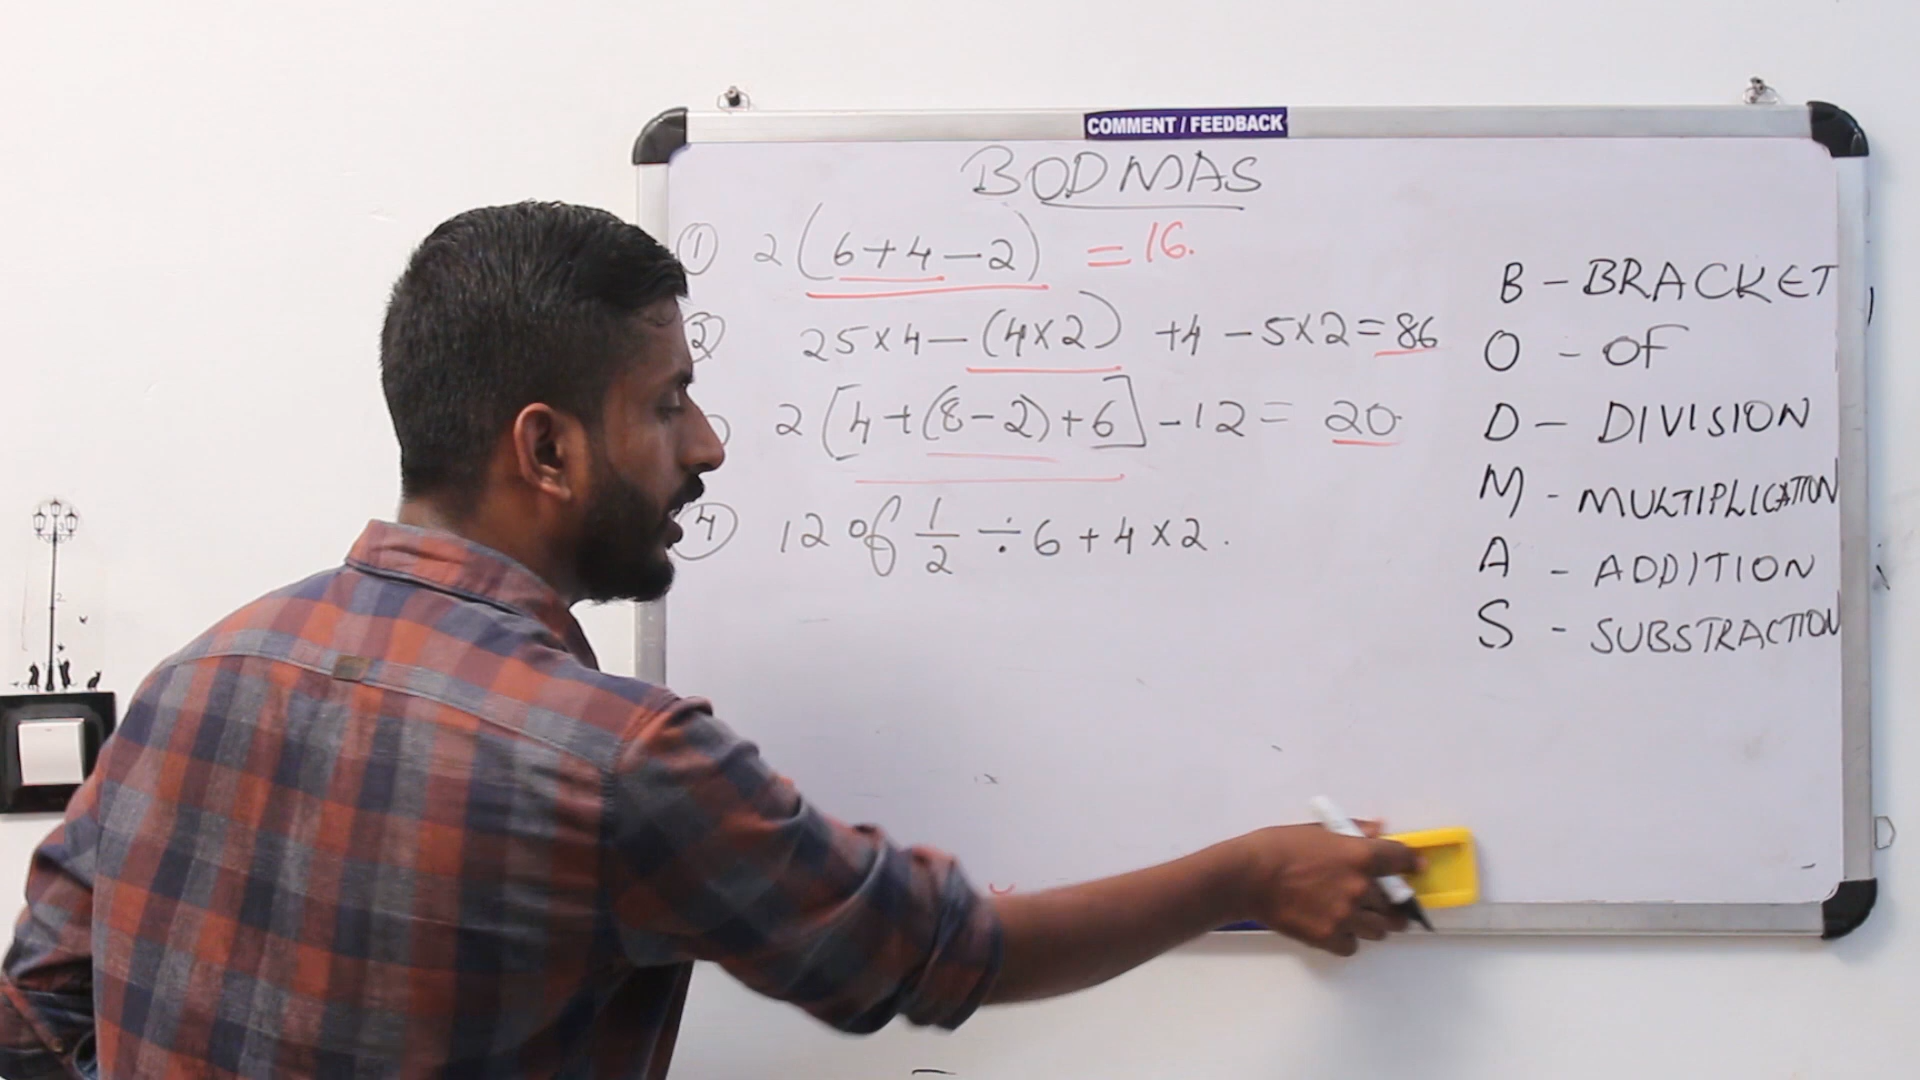 COMMENT / FEEDBACK
BODMAS
① 2(6+4-2) = 16.
② 25×4-(4×2) +4-5×2=86
2[4+(8-2)+6]-12= 20.
④ 12 of 1/2 ÷6+4×2.
B - BRACKET
O - OF
D - DIVISION
M - MULTIPLICATION
A - ADDITION
S - SUBSTRACTION